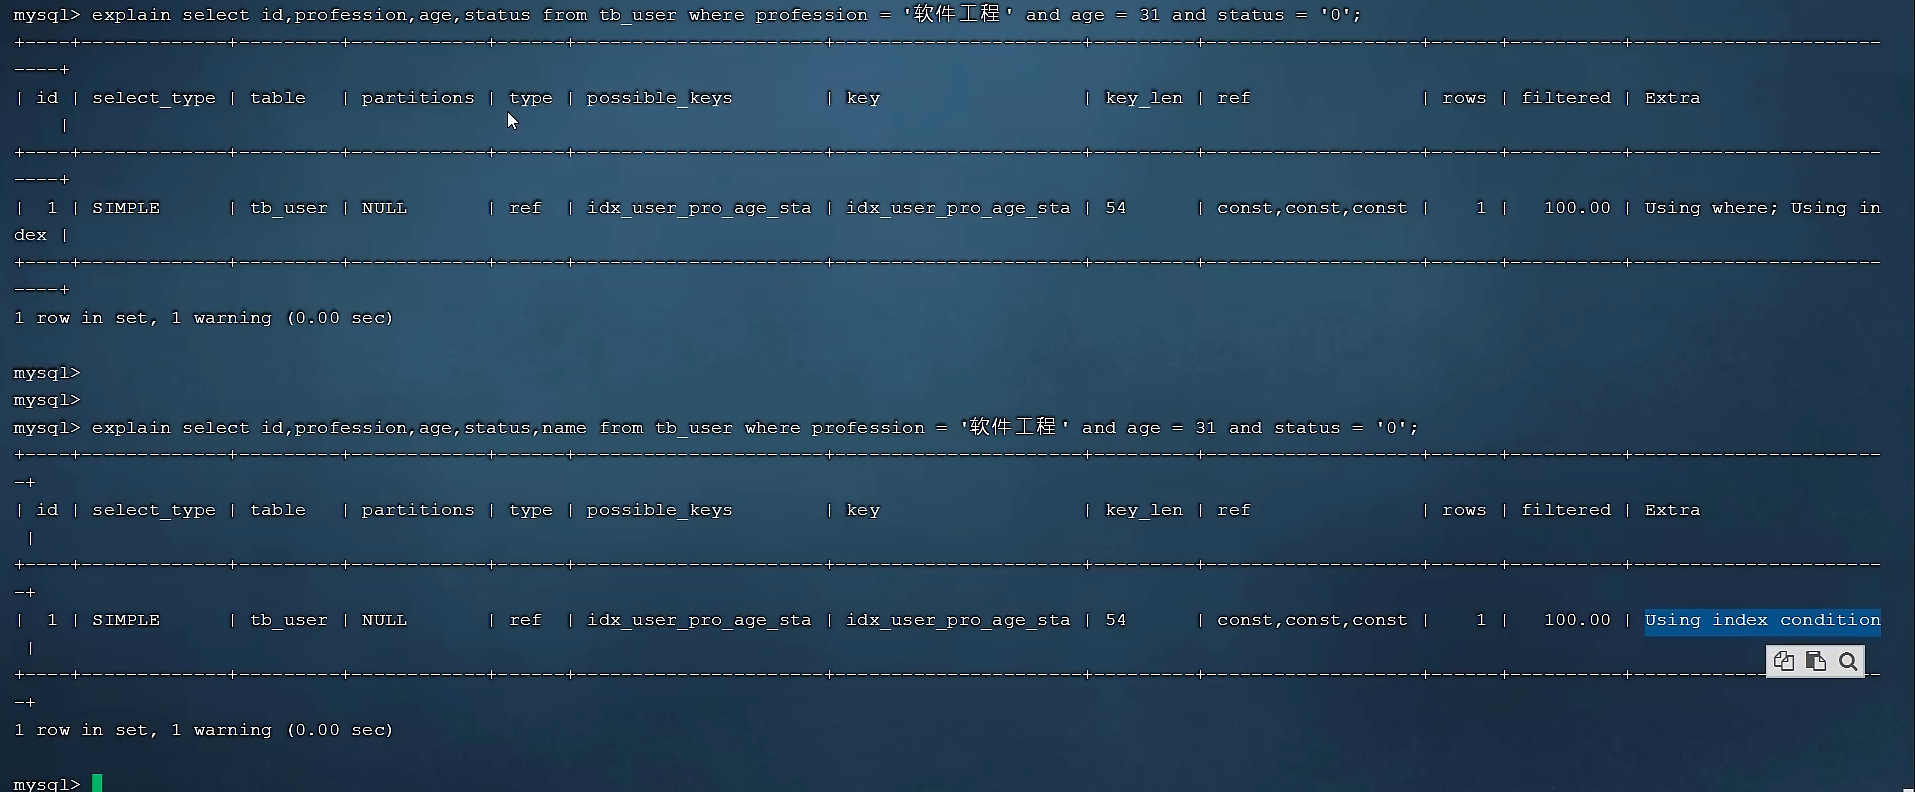 mysql> explain select id,profession,age,status from tb_user where profession = '软件工程' and age = 31 and status = '0';
+----+-------------+---------+------------+------+----------------------+----------------------+---------+-------------------+------+----------+----------------------
----+
| id | select_type | table   | partitions | type | possible_keys        | key                  | key_len | ref               | rows | filtered | Extra
    |
+----+-------------+---------+------------+------+----------------------+----------------------+---------+-------------------+------+----------+----------------------
----+
|  1 | SIMPLE      | tb_user | NULL       | ref  | idx_user_pro_age_sta | idx_user_pro_age_sta | 54      | const,const,const |    1 |   100.00 | Using where; Using in
dex |
+----+-------------+---------+------------+------+----------------------+----------------------+---------+-------------------+------+----------+----------------------
----+
1 row in set, 1 warning (0.00 sec)

mysql>
mysql>
mysql> explain select id,profession,age,status,name from tb_user where profession = '软件工程' and age = 31 and status = '0';
+----+-------------+---------+------------+------+----------------------+----------------------+---------+-------------------+------+----------+----------------------
-+
| id | select_type | table   | partitions | type | possible_keys        | key                  | key_len | ref               | rows | filtered | Extra
 |
+----+-------------+---------+------------+------+----------------------+----------------------+---------+-------------------+------+----------+----------------------
-+
|  1 | SIMPLE      | tb_user | NULL       | ref  | idx_user_pro_age_sta | idx_user_pro_age_sta | 54      | const,const,const |    1 |   100.00 | Using index condition
 |
+----+-------------+---------+------------+------+----------------------+----------------------+---------+-------------------+------+----------+----------------------
-+
1 row in set, 1 warning (0.00 sec)

mysql>